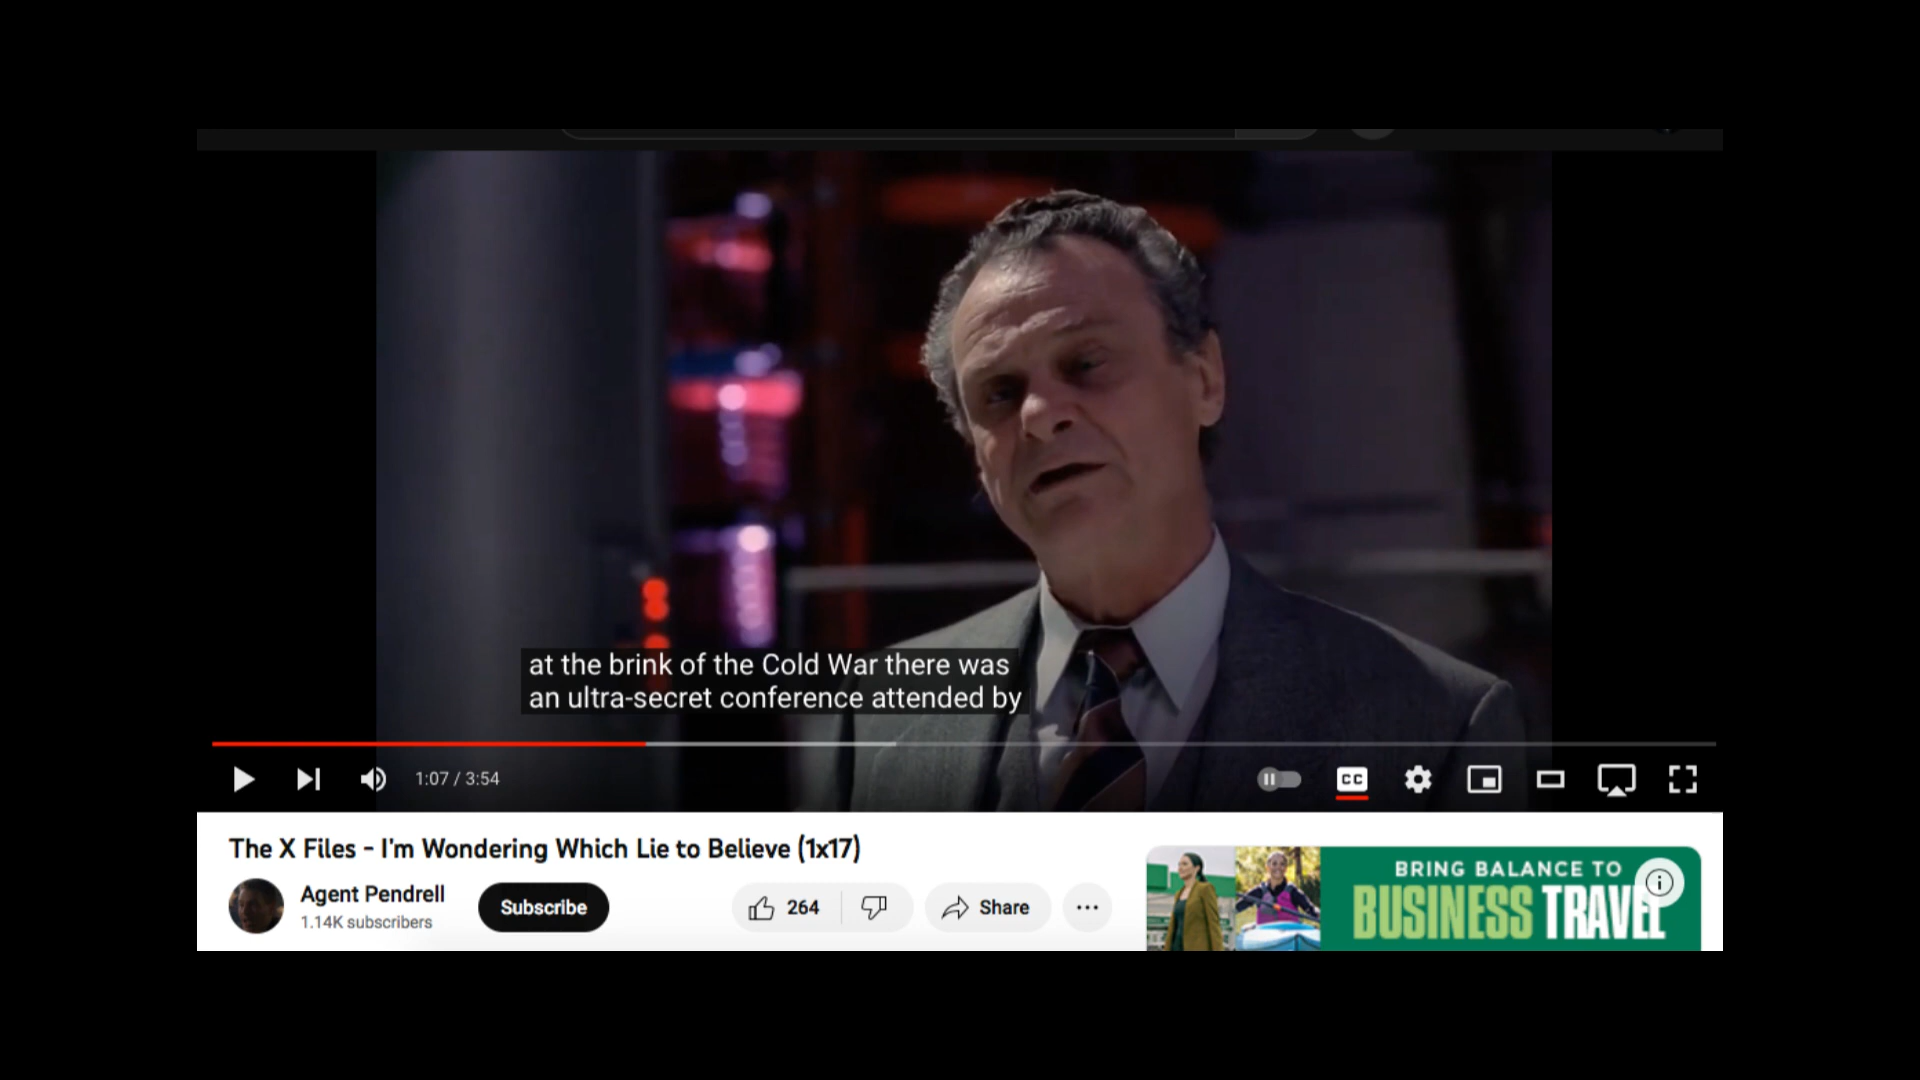 at the brink of the Cold War there was
an ultra-secret conference attended by
1:07 / 3:54
CC
The X Files - I'm Wondering Which Lie to Believe (1x17)
Agent Pendrell
1.14K subscribers
Subscribe
264
Share
BRING BALANCE TO
BUSINESS TRAVEL